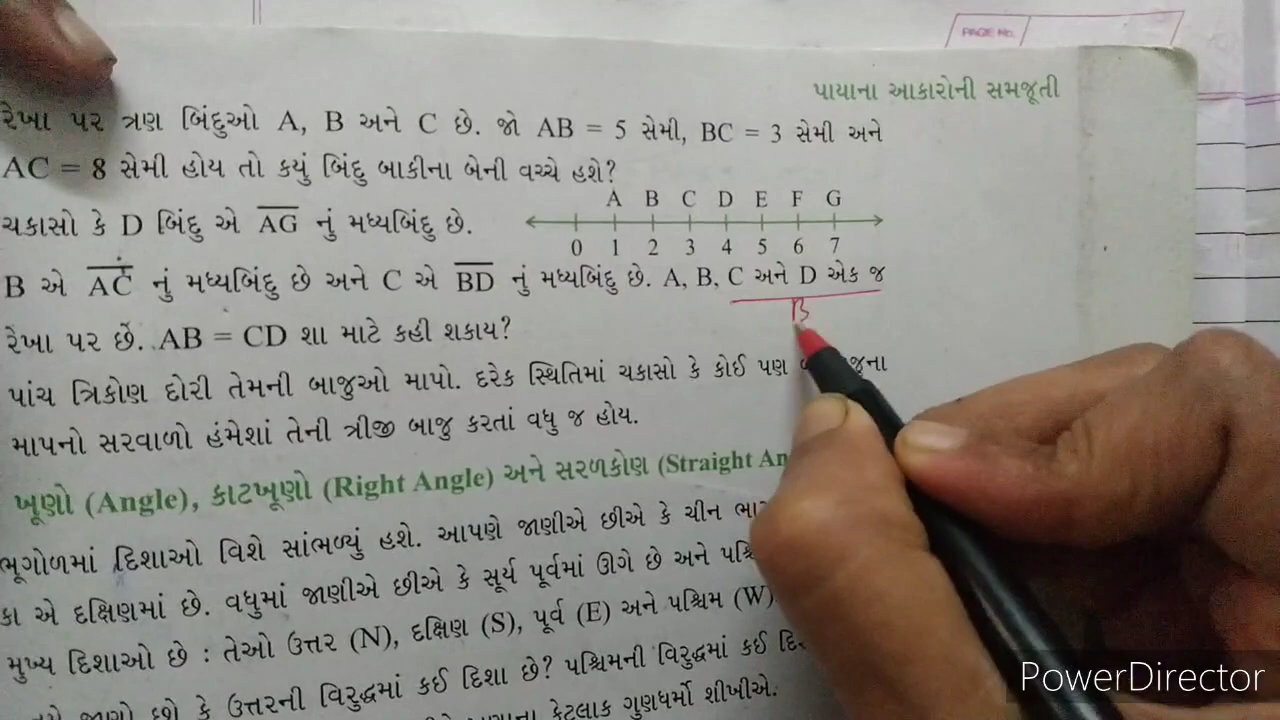 PAGE No.
પાયાના આકારોની સમજૂતી
રેખા પર ત્રણ બિંદુઓ A, B અને C છે. જો AB = 5 સેમી, BC = 3 સેમી અને
AC = 8 સેમી હોય તો કયું બિંદુ બાકીના બેની વચ્ચે હશે?
A B C D E F G
ચકાસો કે D બિંદુ એ AG નું મધ્યબિંદુ છે.
0 1 2 3 4 5 6 7
B એ AC નું મધ્યબિંદુ છે અને C એ BD નું મધ્યબિંદુ છે. A, B, C અને D એક જ
B
રેખા પર છે. AB = CD શા માટે કહી શકાય?
પાંચ ત્રિકોણ દોરી તેમની બાજુઓ માપો. દરેક સ્થિતિમાં ચકાસો કે કોઈ પણ
માપનો સરવાળો હંમેશાં તેની ત્રીજી બાજુ કરતાં વધુ જ હોય.
ખૂણો (Angle), કાટખૂણો (Right Angle) અને સરળકોણ (Straight An
ભૂગોળમાં દિશાઓ વિશે સાંભળ્યું હશે. આપણે જાણીએ છીએ કે ચીન
કા એ દક્ષિણમાં છે. વધુમાં જાણીએ છીએ કે સૂર્ય પૂર્વમાં ઊગે છે અને
મુખ્ય દિશાઓ છે : તેઓ ઉત્તર (N), દક્ષિણ (S), પૂર્વ (E) અને પશ્ચિમ (W)
જાણો છો કે ઉત્તરની વિરુદ્ધમાં કઈ દિશા છે? પશ્ચિમની વિરુદ્ધમાં કઈ
કેટલાક ગુણધર્મો શીખીએ.
PowerDirector